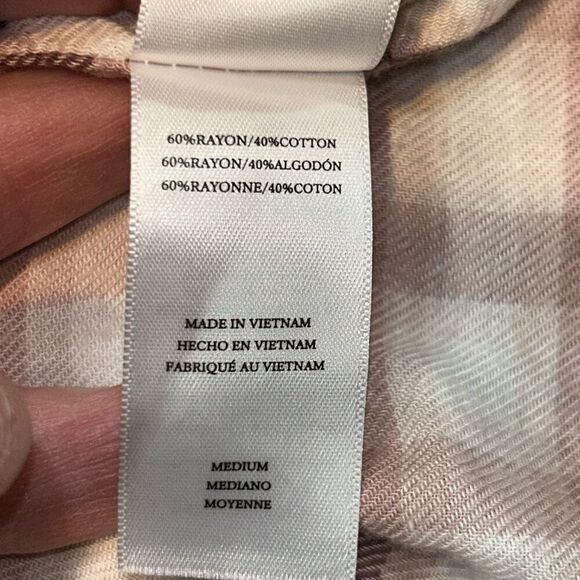 60%RAYON/40%COTTON
60%RAYON/40%ALGODÓN
60%RAYONNE/40%COTON
MADE IN VIETNAM
HECHO EN VIETNAM
FABRIQUÉ AU VIETNAM
MEDIUM
MEDIANO
MOYENNE